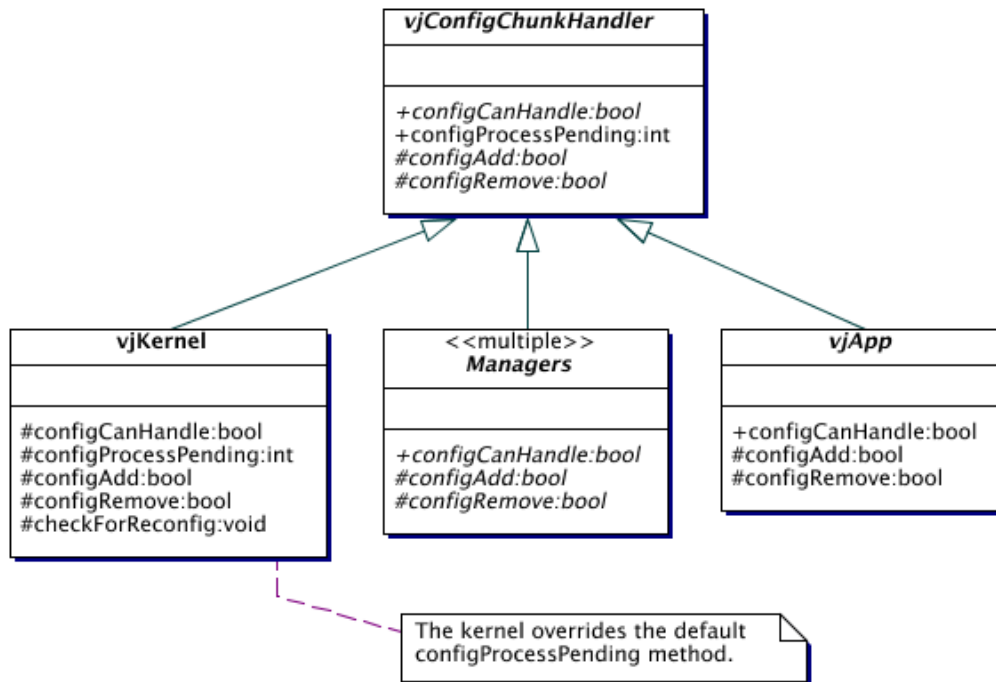 vjConfigChunkHandler
+configCanHandle:bool
+configProcessPending:int
#configAdd:bool
#configRemove:bool
vjKernel
#configCanHandle:bool
#configProcessPending:int
#configAdd:bool
#configRemove:bool
#checkForReconfig:void
<<multiple>>
Managers
+configCanHandle:bool
#configAdd:bool
#configRemove:bool
vjApp
+configCanHandle:bool
#configAdd:bool
#configRemove:bool
The kernel overrides the default
configProcessPending method.